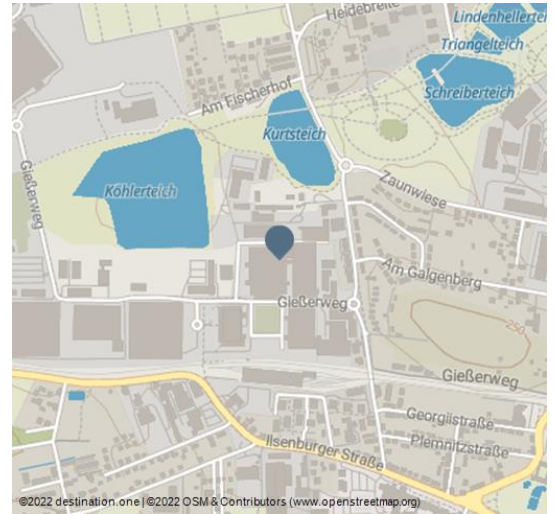 Heidebreite
Lindenhellerteich
Triangelteich
Schreiberteich
Am Fischerhof
Kurtsteich
Gießerweg
Köhlerteich
Zaunwiese
Am Galgenberg
Gießerweg
250
Gießerweg
Georgiistraße
Plemnitzstraße
Ilsenburger Straße
©2022 destination.one | ©2022 OSM & Contributors (www.openstreetmap.org)